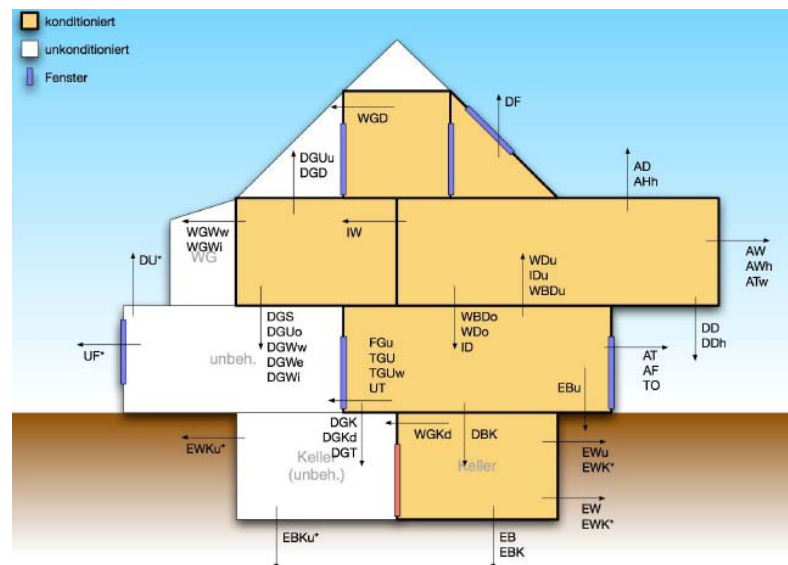 konditioniert
unkonditioniert
Fenster
DF
WGD
DGUu
DGD
AD
AHh
WGWw
WGWi
WG
IW
DU*
WDu
IDu
WBDu
AW
AWh
ATw
DGS
DGUo
DGWw
DGWe
DGWi
unbeh.
UF*
FGu
TGU
TGUw
UT
WBDo
WDo
ID
DD
DDh
AT
AF
TO
EBu
DGK
DGKd
DGT
WGKd
DBK
EWKu*
Keller
(unbeh.)
Keller
EWu
EWK*
EW
EWK*
EBKu*
EB
EBK